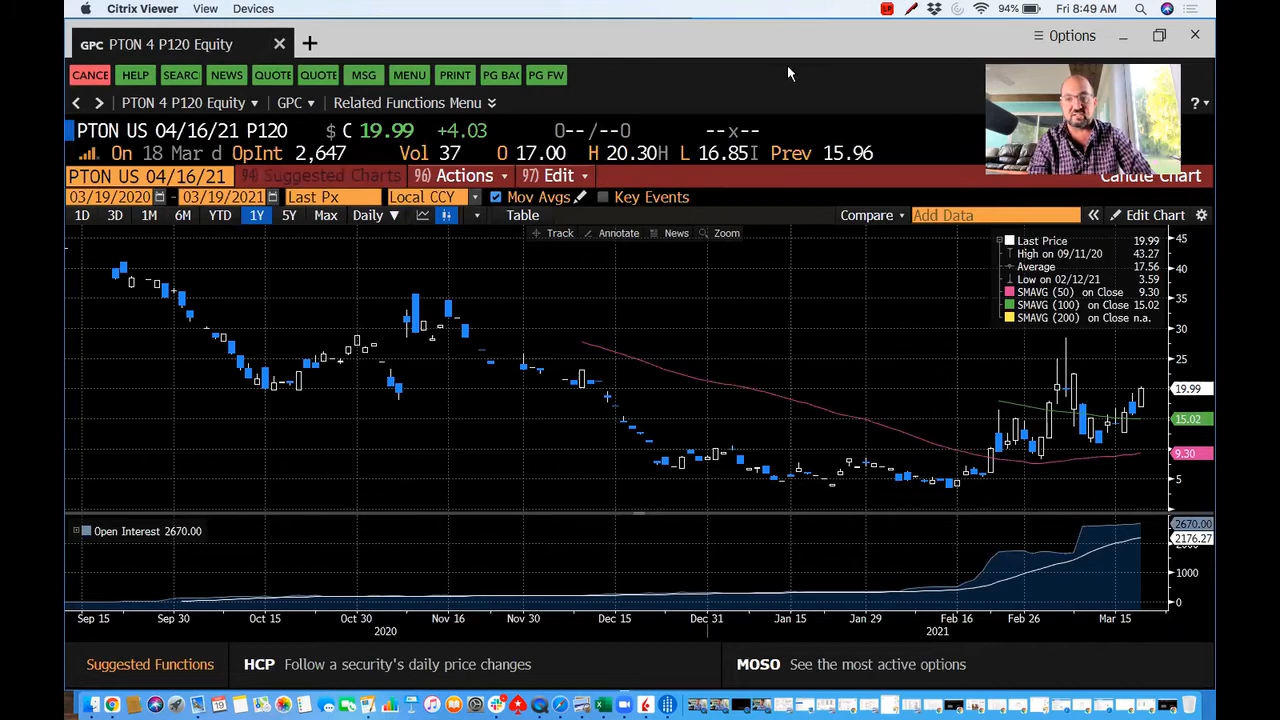 Citrix Viewer View Devices 94% Fri 8:49 AM
GPC PTON 4 P120 Equity
Options
CANCE HELP SEARC NEWS QUOTE QUOTE MSG MENU PRINT PG BAC PG FW
PTON 4 P120 Equity GPC Related Functions Menu ?
PTON US 04/16/21 P120 $ C 19.99 +4.03 0--/--0 --x--
On 18 Mar d OpInt 2,647 Vol 37 O 17.00 H 20.30H L 16.85I Prev 15.96
PTON US 04/16/21 94) Suggested Charts 96) Actions 97) Edit Candle Chart
03/19/2020 - 03/19/2021 Last Px Local CCY Mov Avgs Key Events
1D 3D 1M 6M YTD 1Y 5Y Max Daily Table Compare Add Data Edit Chart
Track Annotate News Zoom
Last Price 19.99
High on 09/11/20 43.27
Average 17.56
Low on 02/12/21 3.59
SMAVG (50) on Close 9.30
SMAVG (100) on Close 15.02
SMAVG (200) on Close n.a.
45
40
35
30
25
19.99
15.02
9.30
5
Open Interest 2670.00
2670.00
2176.27
1000
0
Sep 15 Sep 30 Oct 15 Oct 30 Nov 16 Nov 30 Dec 15 Dec 31 Jan 15 Jan 29 Feb 16 Feb 26 Mar 15
2020 2021
Suggested Functions HCP Follow a security's daily price changes MOSO See the most active options